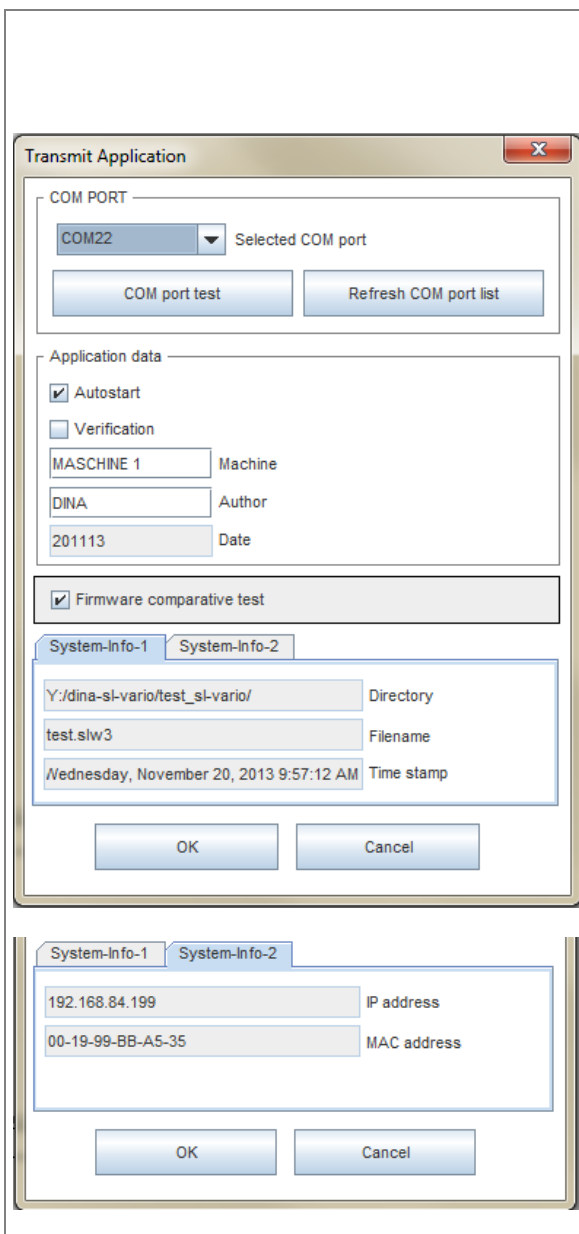 Transmit Application
COM PORT
COM22 Selected COM port
COM port test Refresh COM port list
Application data
Autostart
Verification
MASCHINE 1 Machine
DINA Author
201113 Date
Firmware comparative test
System-Info-1 System-Info-2
Y:/dina-sl-vario/test_sl-vario/ Directory
test.slw3 Filename
Wednesday, November 20, 2013 9:57:12 AM Time stamp
OK Cancel
System-Info-1 System-Info-2
192.168.84.199 IP address
00-19-99-BB-A5-35 MAC address
OK Cancel